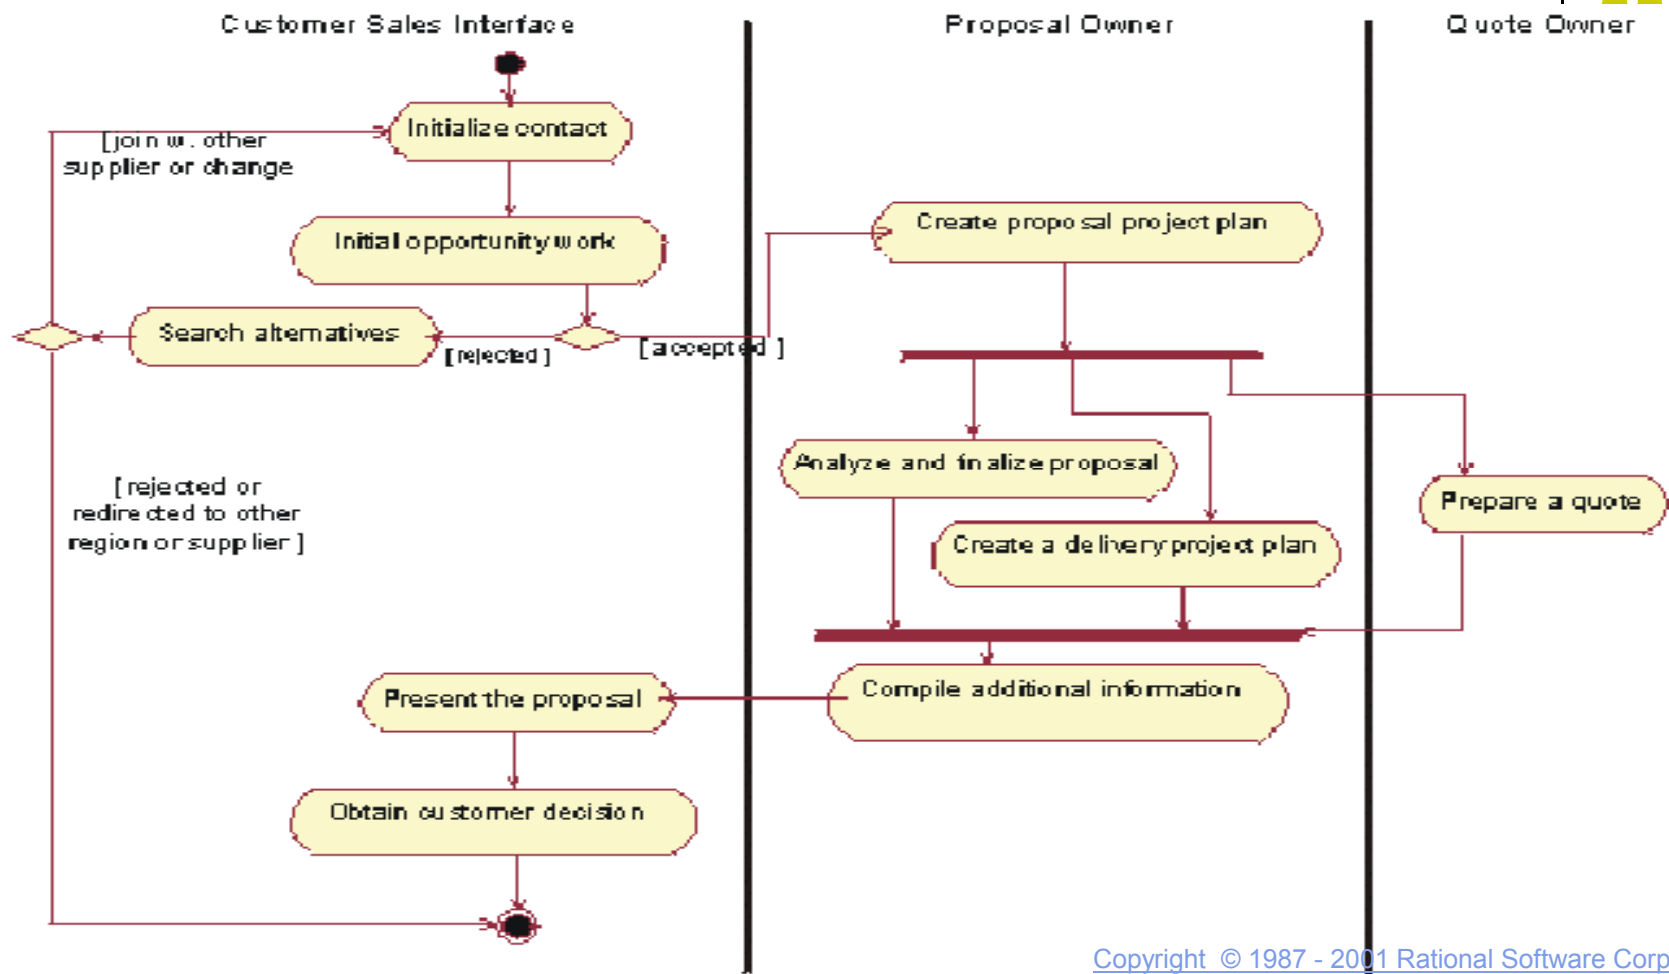 Customer Sales Interface
Proposal Owner
Quote Owner
Initialize contact
[join w. other
supplier or change
Initial opportunity work
Create proposal project plan
Search alternatives
[rejected]
[accepted]
Analyze and finalize proposal
[rejected or
redirected to other
region or supplier]
Prepare a quote
Create a delivery project plan
Present the proposal
Compile additional information
Obtain customer decision
Copyright © 1987 - 2001 Rational Software Corp